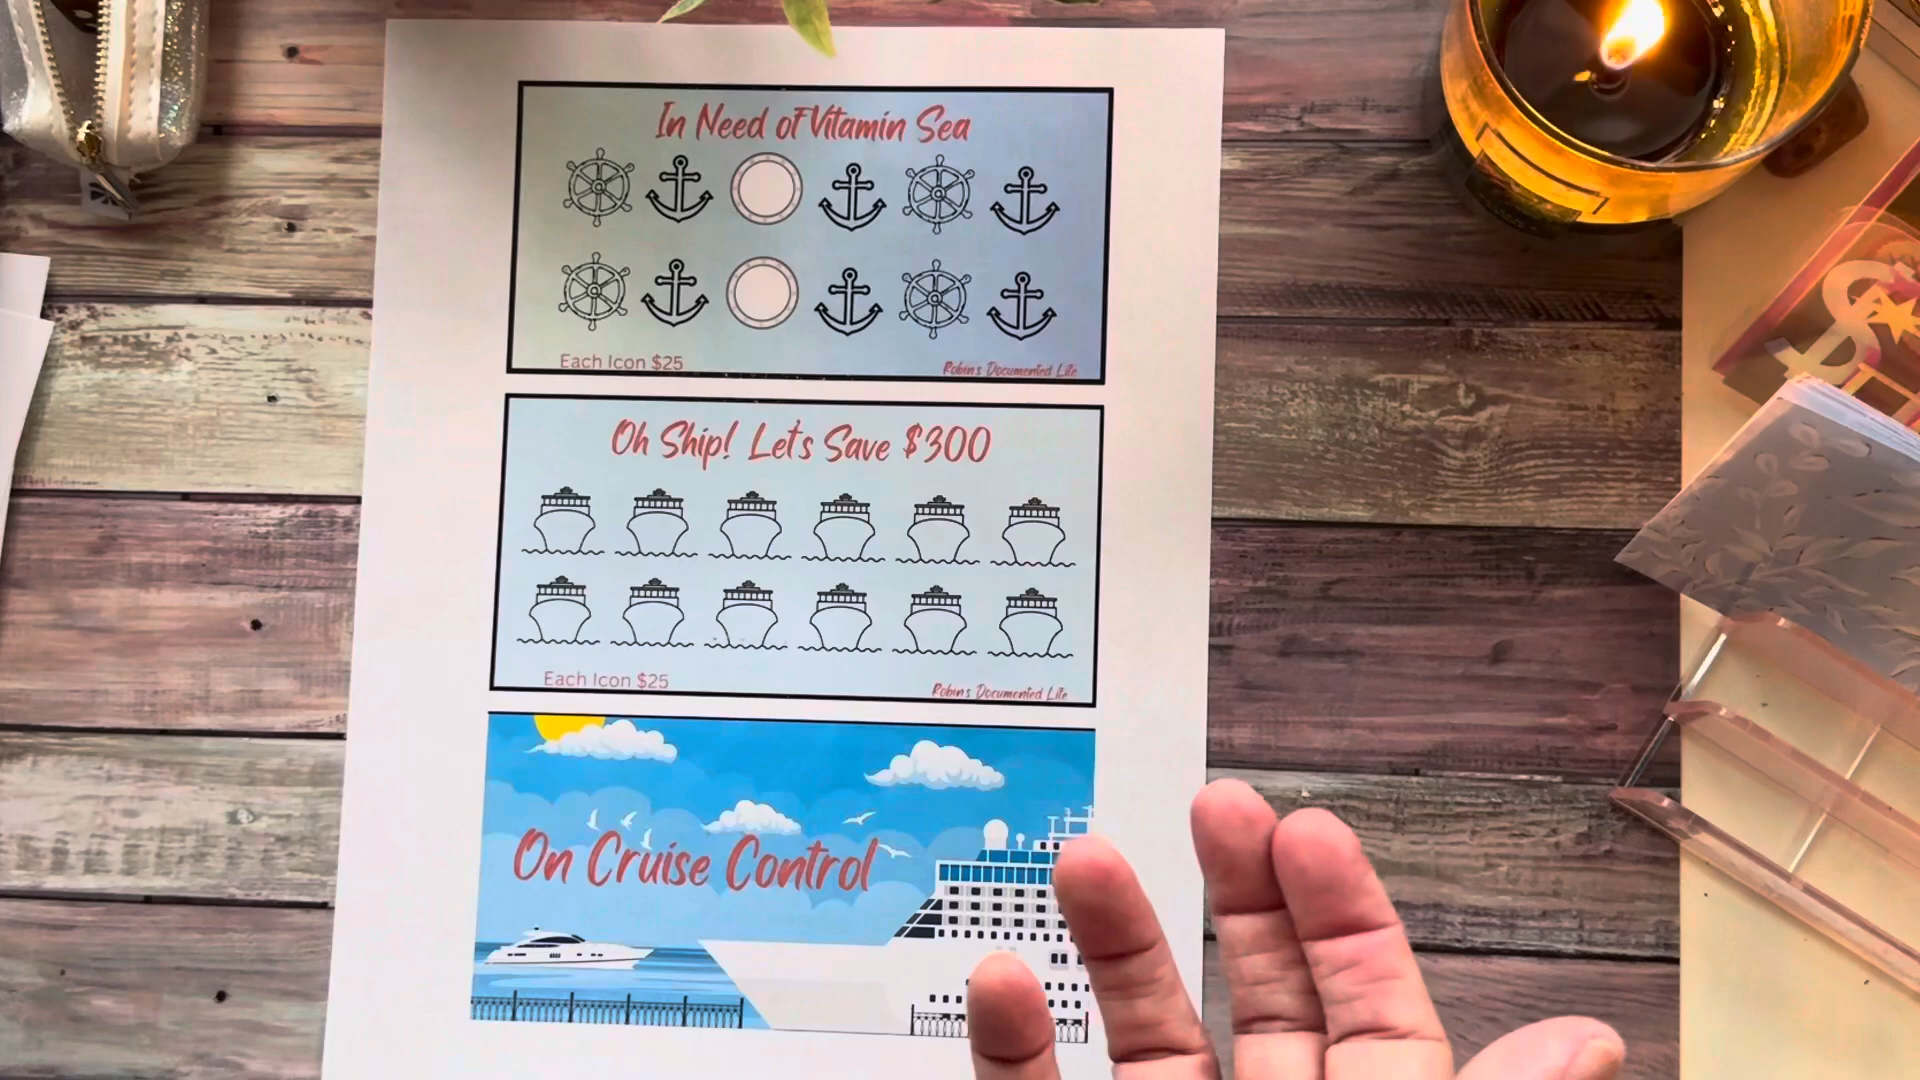 In Need of Vitamin Sea
Each Icon $25
Robin's Documented Life
Oh Ship! Let's Save $300
Each Icon $25
Robin's Documented Life
On Cruise Control